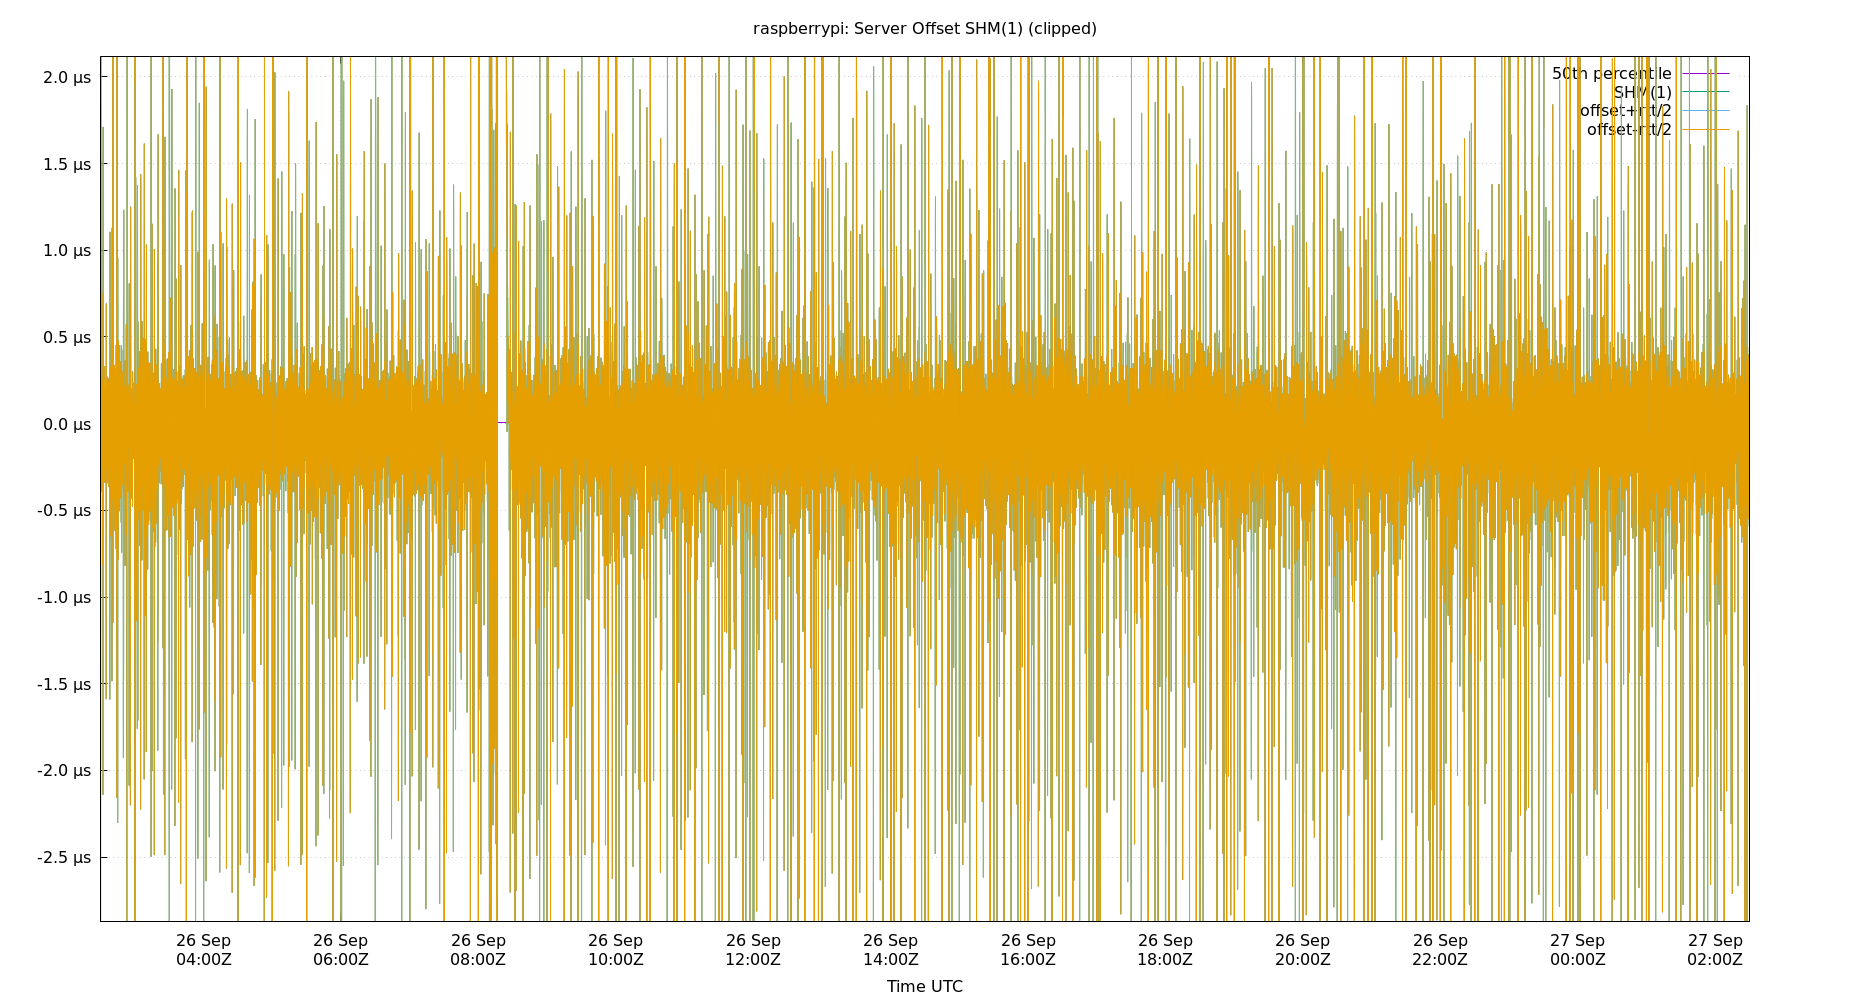 raspberrypi: Server Offset SHM(1) (clipped)
2.0 µs
1.5 µs
1.0 µs
0.5 µs
0.0 µs
-0.5 µs
-1.0 µs
-1.5 µs
-2.0 µs
-2.5 µs
50th percentile
SHM(1)
offset+rtt/2
offset-rtt/2
26 Sep 26 Sep 26 Sep 26 Sep 26 Sep 26 Sep 26 Sep 26 Sep 26 Sep 26 Sep 27 Sep 27 Sep
04:00Z 06:00Z 08:00Z 10:00Z 12:00Z 14:00Z 16:00Z 18:00Z 20:00Z 22:00Z 00:00Z 02:00Z
Time UTC